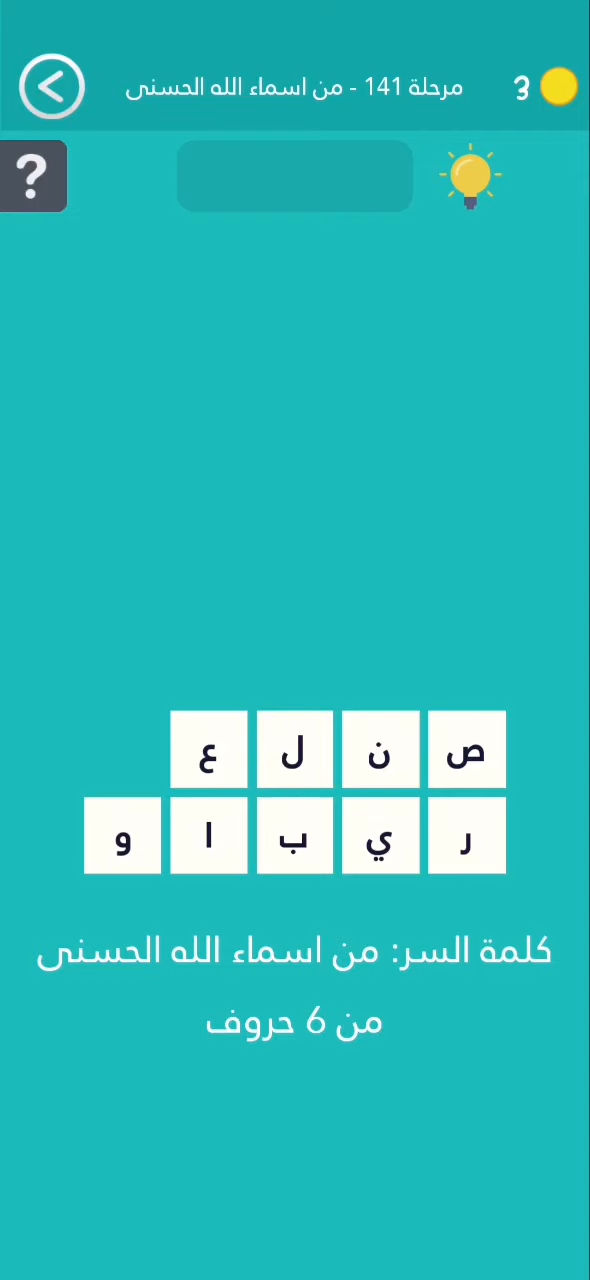 3 مرحلة 141 - من اسماء الله الحسنى
?
ص ن ل ع
ر ي ب ا و
كلمة السر: من اسماء الله الحسنى
من 6 حروف